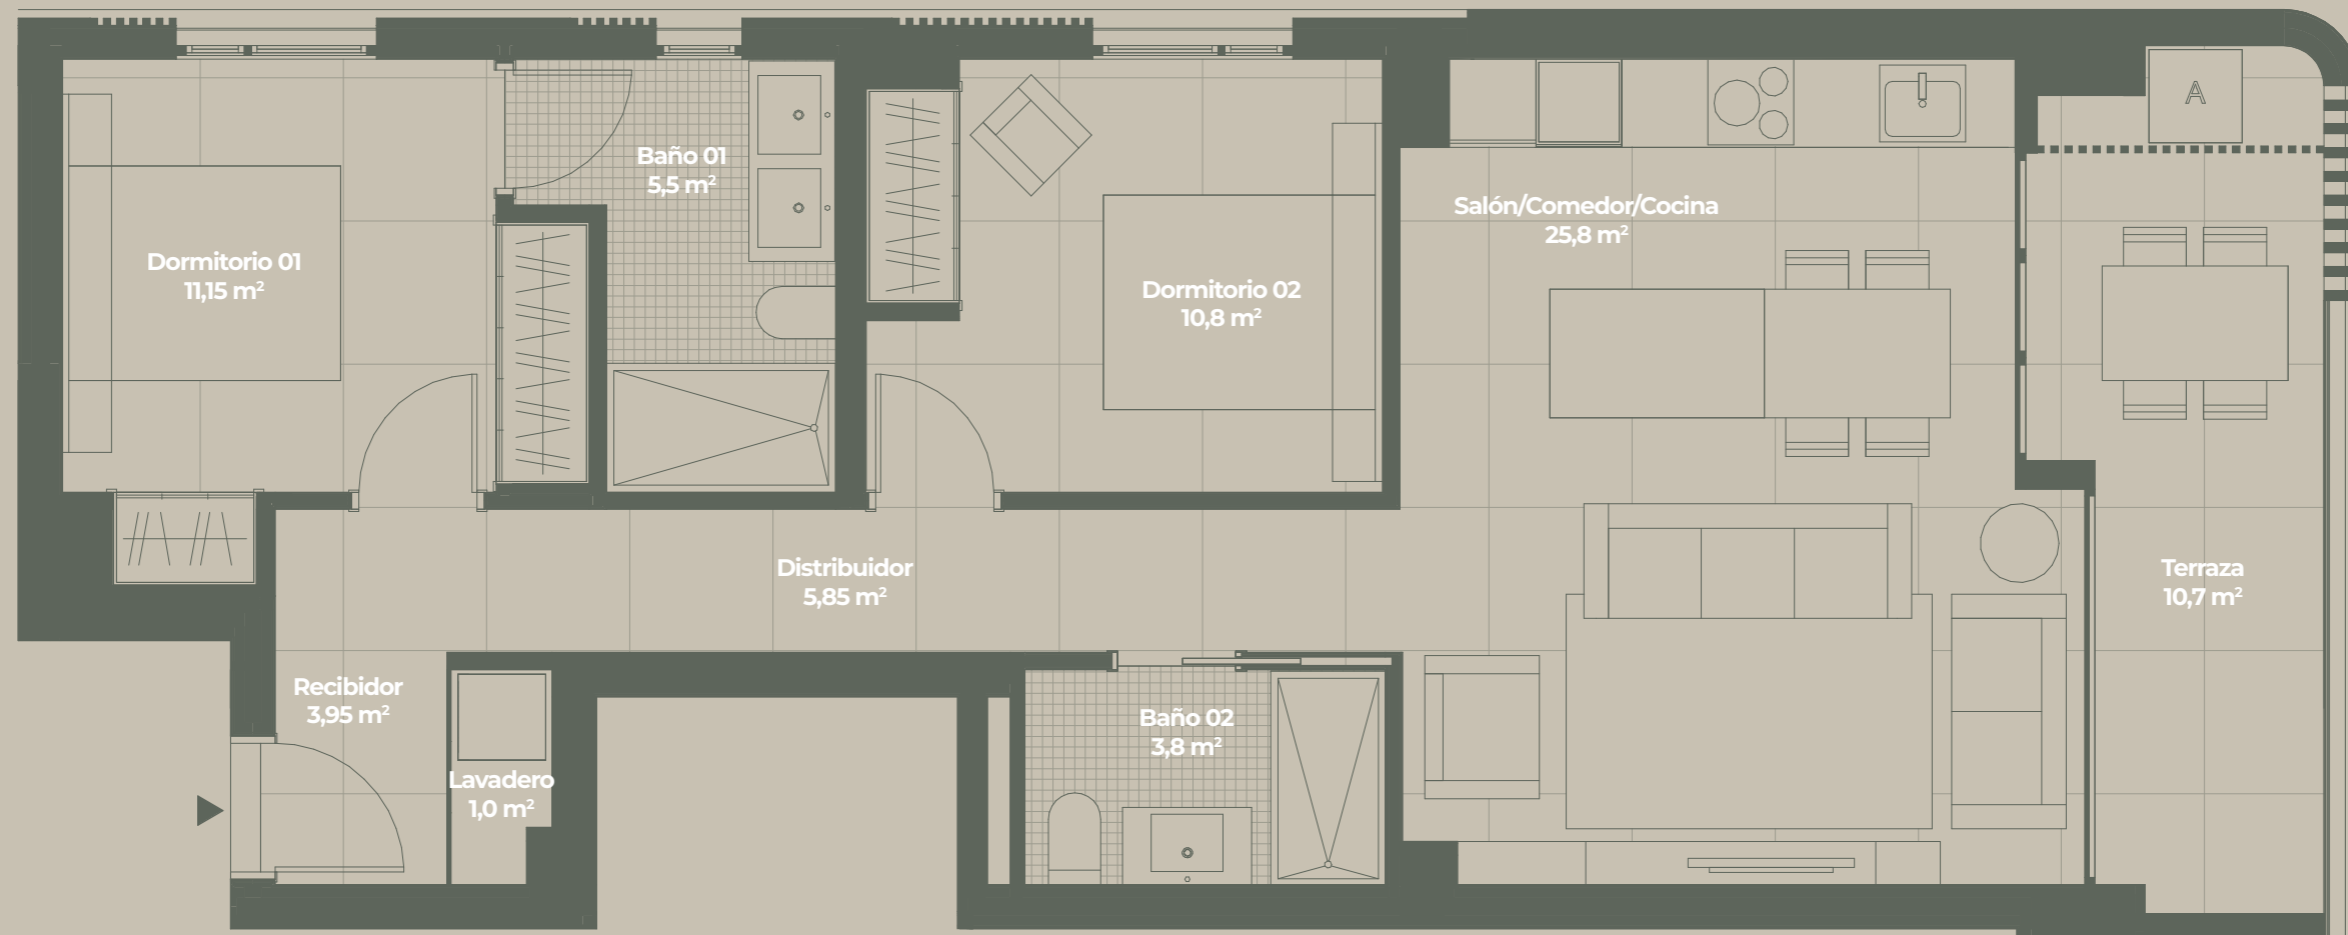 A
Baño 01
5,5 m²
Salón/Comedor/Cocina
25,8 m²
Dormitorio 01
11,15 m²
Dormitorio 02
10,8 m²
Distribuidor
5,85 m²
Terraza
10,7 m²
Recibidor
3,95 m²
Baño 02
3,8 m²
Lavadero
1,0 m²